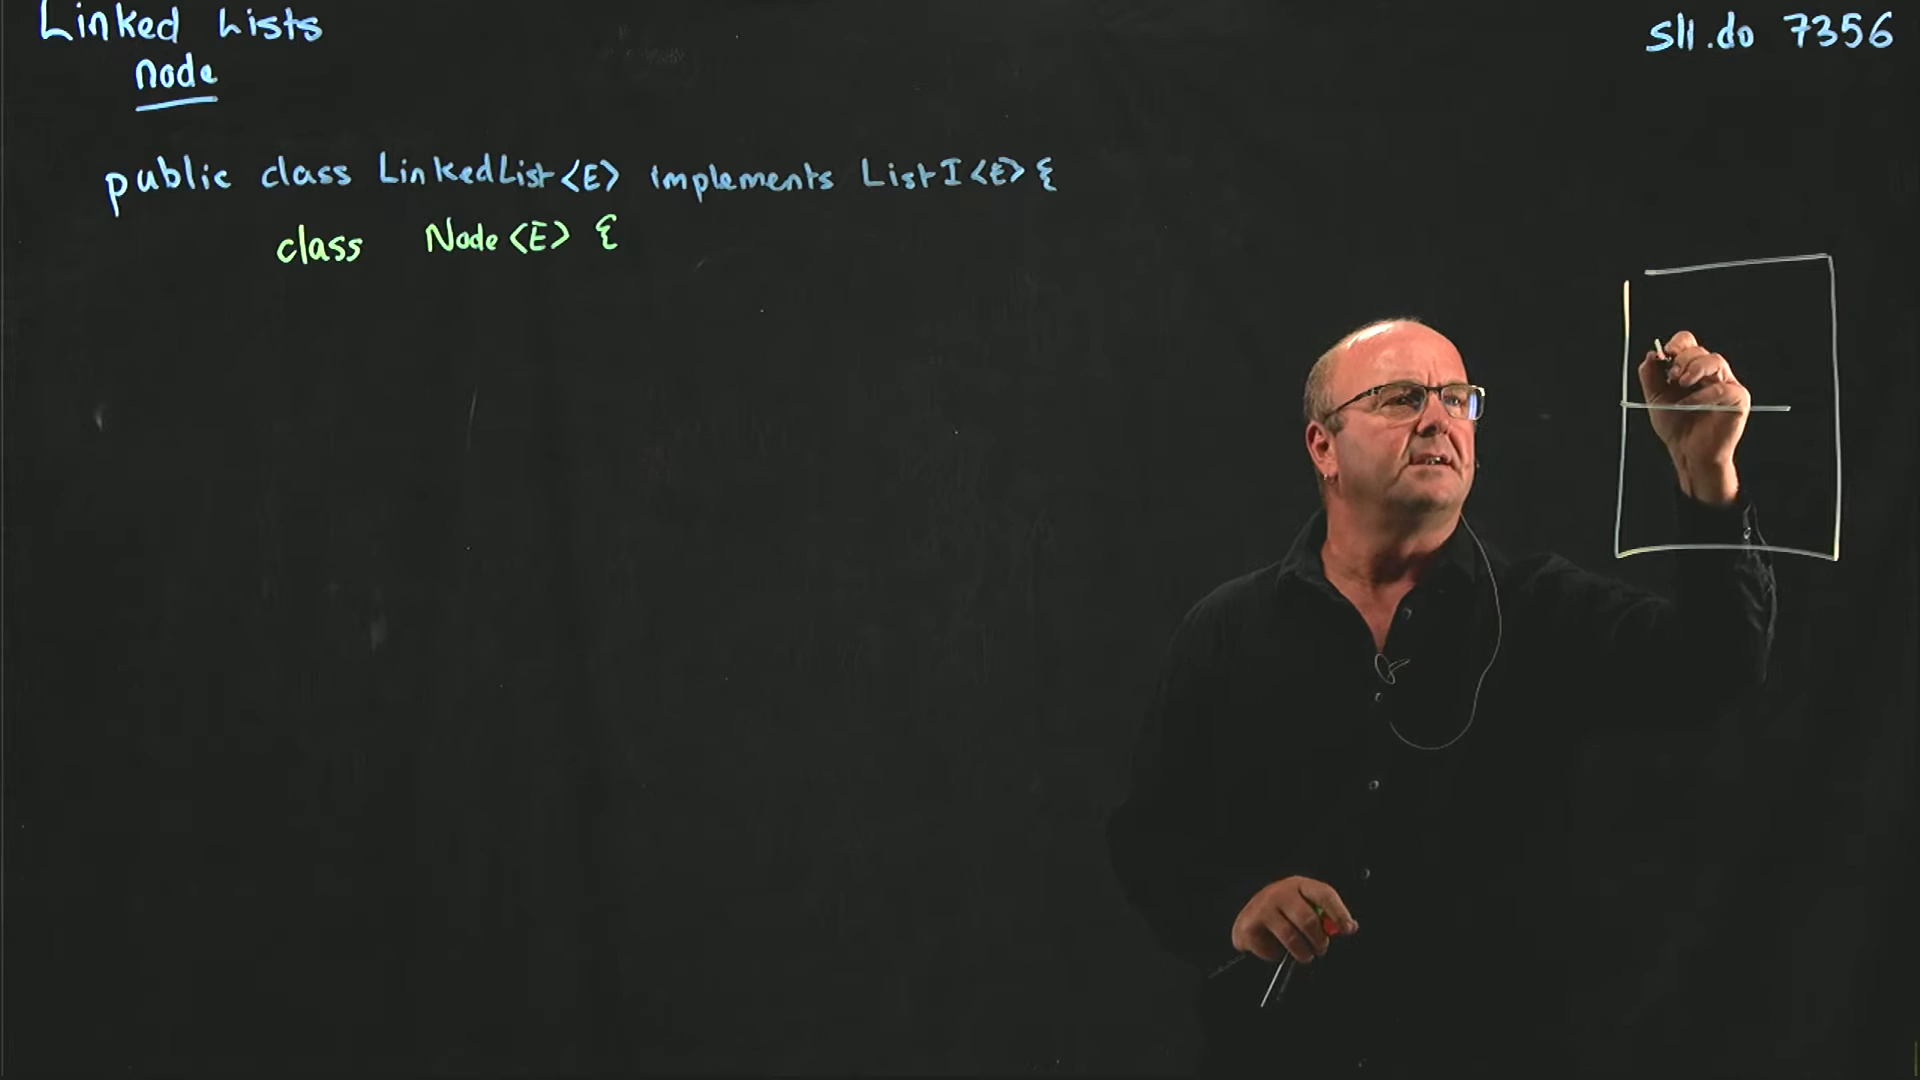 Linked Lists
node
sli.do 7356
public class LinkedList<E> implements ListI<E> {
class Node<E> {